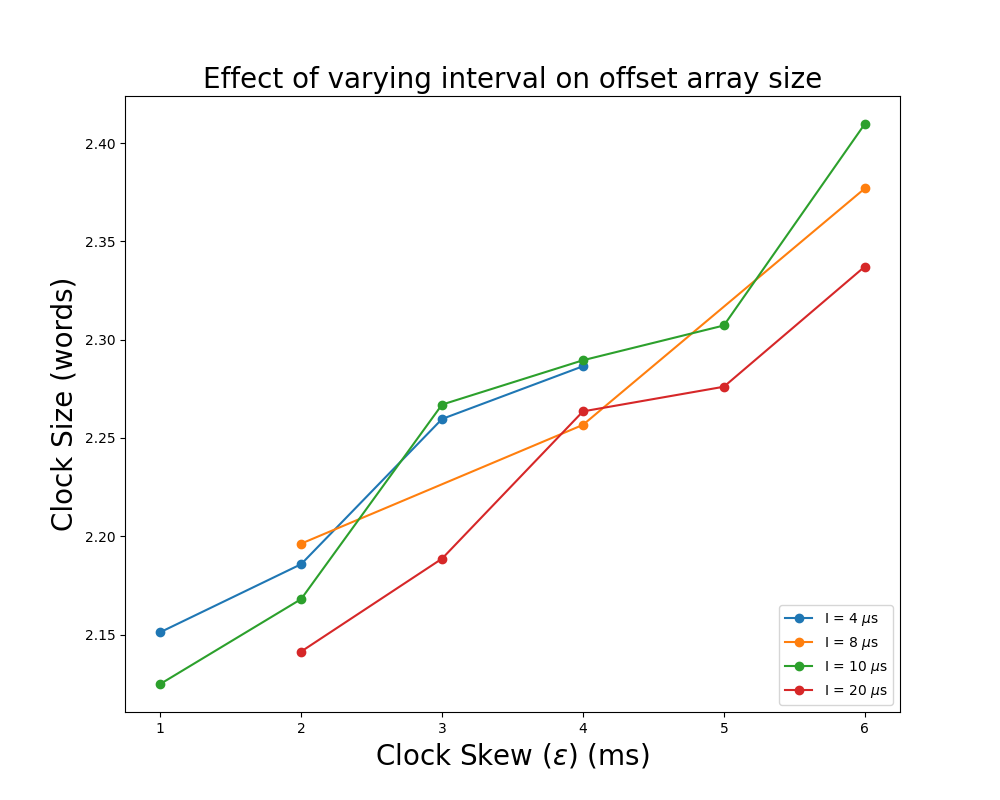 Effect of varying interval on offset array size
Clock Size (words)
2.40
2.35
2.30
2.25
2.20
2.15
1 2 3 4 5 6
Clock Skew (ε) (ms)
I = 4 μs
I = 8 μs
I = 10 μs
I = 20 μs